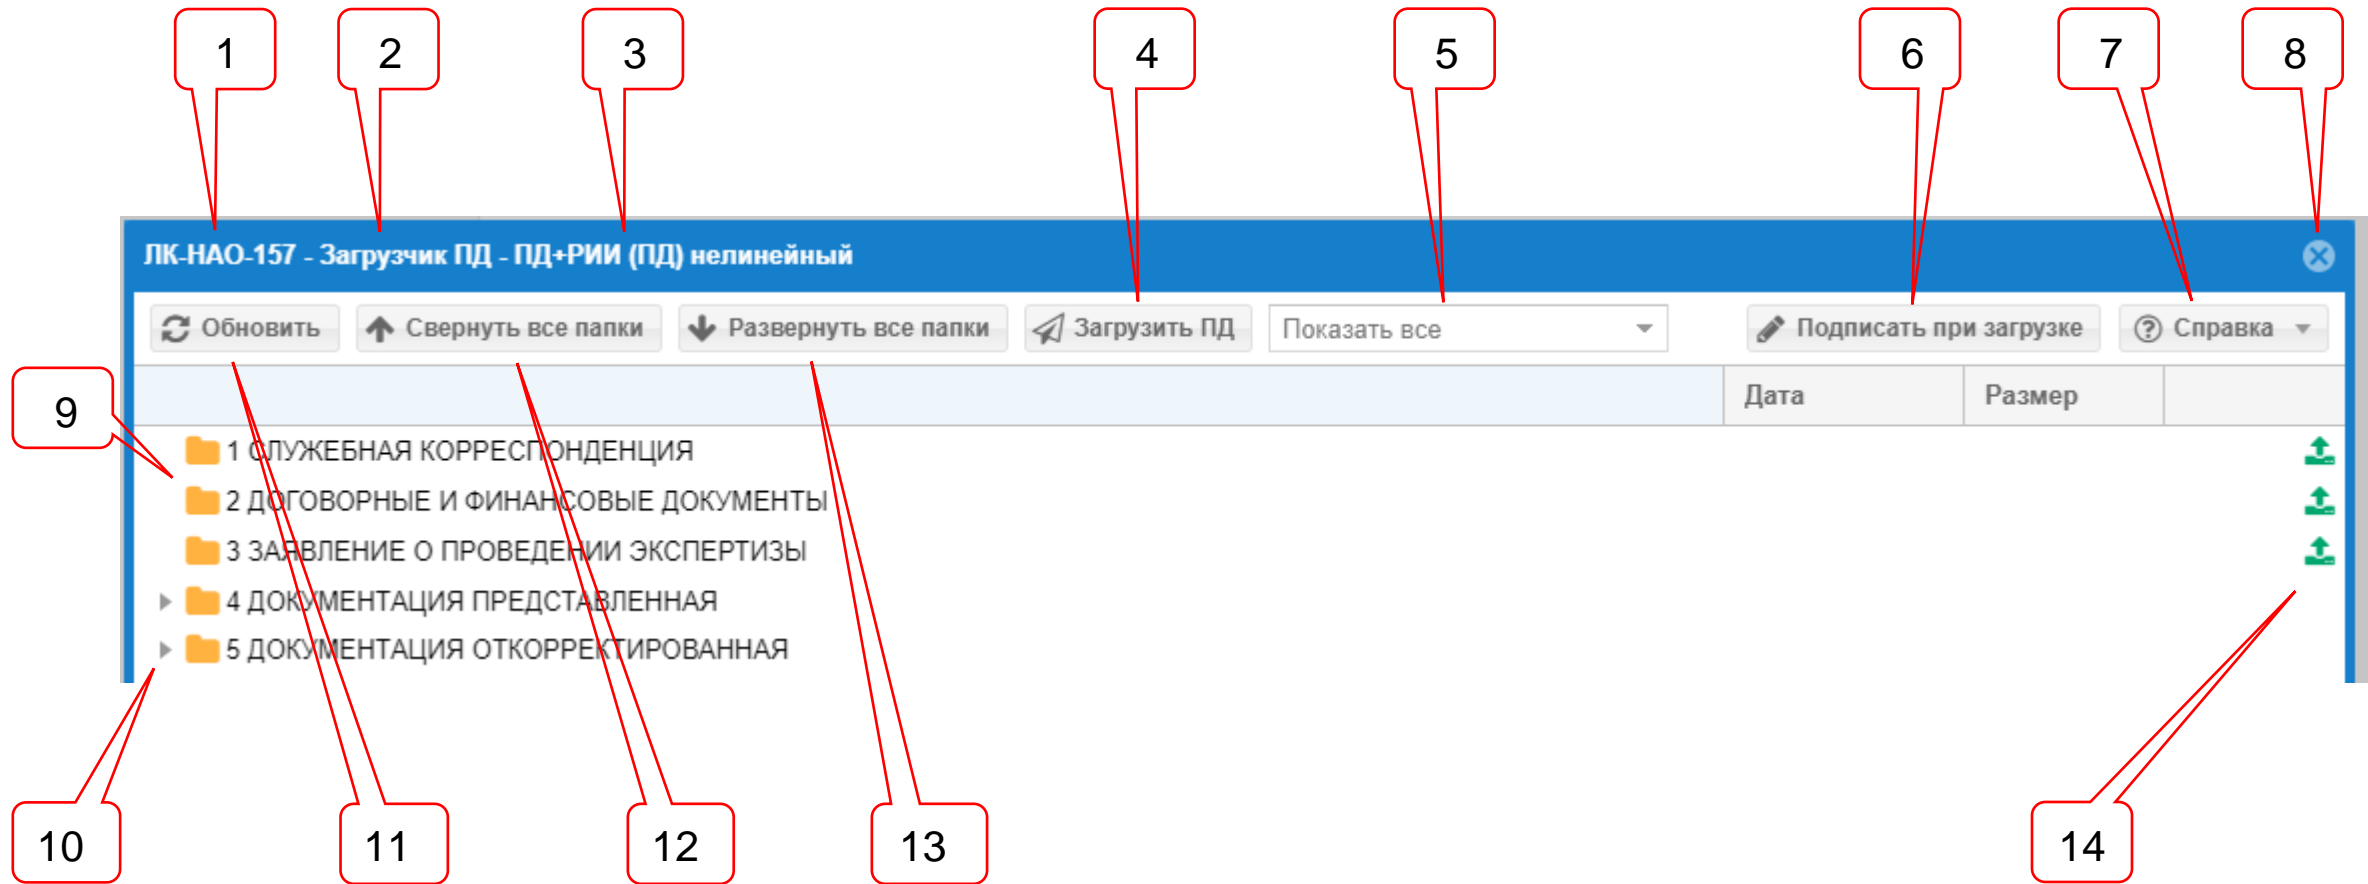 1 2 3 4 5 6 7 8
ЛК-НАО-157 - Загрузчик ПД - ПД+РИИ (ПД) нелинейный
Обновить Свернуть все папки Развернуть все папки Загрузить ПД Показать все Подписать при загрузке Справка
Дата Размер
9
1 СЛУЖЕБНАЯ КОРРЕСПОНДЕНЦИЯ
2 ДОГОВОРНЫЕ И ФИНАНСОВЫЕ ДОКУМЕНТЫ
3 ЗАЯВЛЕНИЕ О ПРОВЕДЕНИИ ЭКСПЕРТИЗЫ
4 ДОКУМЕНТАЦИЯ ПРЕДСТАВЛЕННАЯ
5 ДОКУМЕНТАЦИЯ ОТКОРРЕКТИРОВАННАЯ
10 11 12 13 14